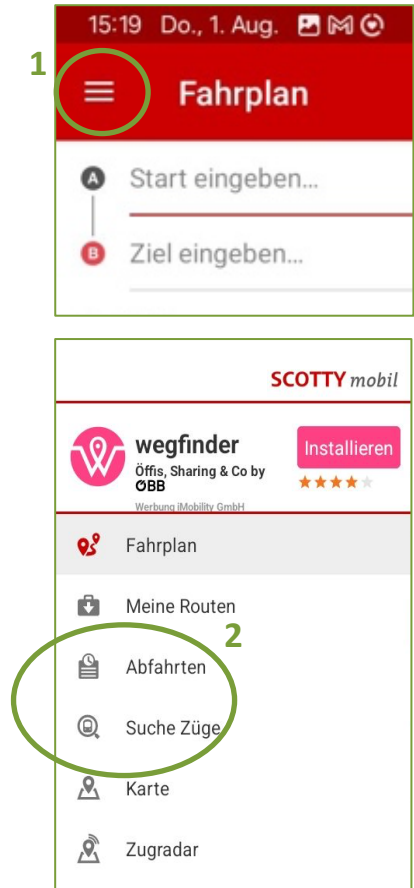 15:19 Do., 1. Aug.
1
Fahrplan
A Start eingeben...
B Ziel eingeben...
SCOTTY mobil
wegfinder
Installieren
Öffis, Sharing & Co by
ÖBB
Werbung iMobility GmbH
Fahrplan
Meine Routen
2
Abfahrten
Suche Züge
Karte
Zugradar